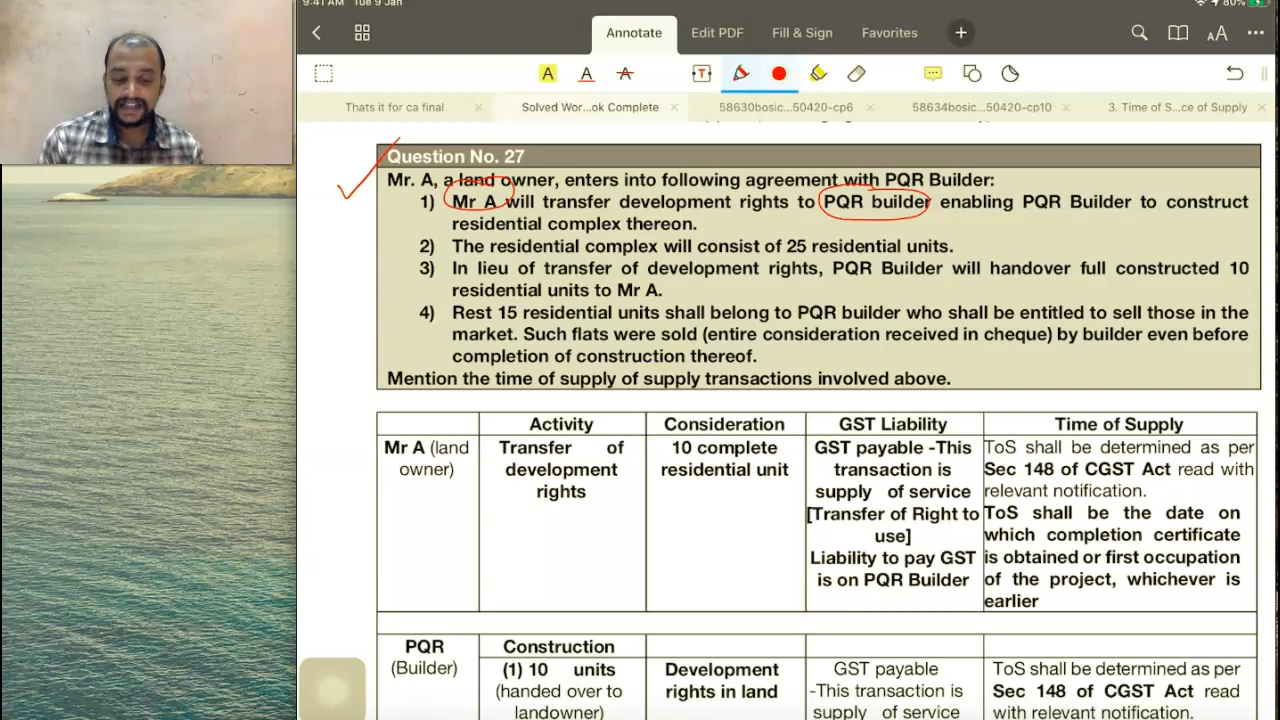 9:41 AM Tue 9 Jan
80%
Annotate
Edit PDF
Fill & Sign
Favorites
Thats it for ca final
Solved Wor...ok Complete
58630bosic...50420-cp6
58634bosic...50420-cp10
3. Time of S...ce of Supply
Question No. 27
Mr. A, a land owner, enters into following agreement with PQR Builder:
1) Mr A will transfer development rights to PQR builder enabling PQR Builder to construct
residential complex thereon.
2) The residential complex will consist of 25 residential units.
3) In lieu of transfer of development rights, PQR Builder will handover full constructed 10
residential units to Mr A.
4) Rest 15 residential units shall belong to PQR builder who shall be entitled to sell those in the
market. Such flats were sold (entire consideration received in cheque) by builder even before
completion of construction thereof.
Mention the time of supply of supply transactions involved above.
Activity
Consideration
GST Liability
Time of Supply
Mr A (land
owner)
Transfer of
development
rights
10 complete
residential unit
GST payable -This
transaction is
supply of service
[Transfer of Right to
use]
Liability to pay GST
is on PQR Builder
ToS shall be determined as per
Sec 148 of CGST Act read with
relevant notification.
ToS shall be the date on
which completion certificate
is obtained or first occupation
of the project, whichever is
earlier
PQR
(Builder)
Construction
(1) 10 units
(handed over to
landowner)
Development
rights in land
GST payable
-This transaction is
supply of service
ToS shall be determined as per
Sec 148 of CGST Act read
with relevant notification.